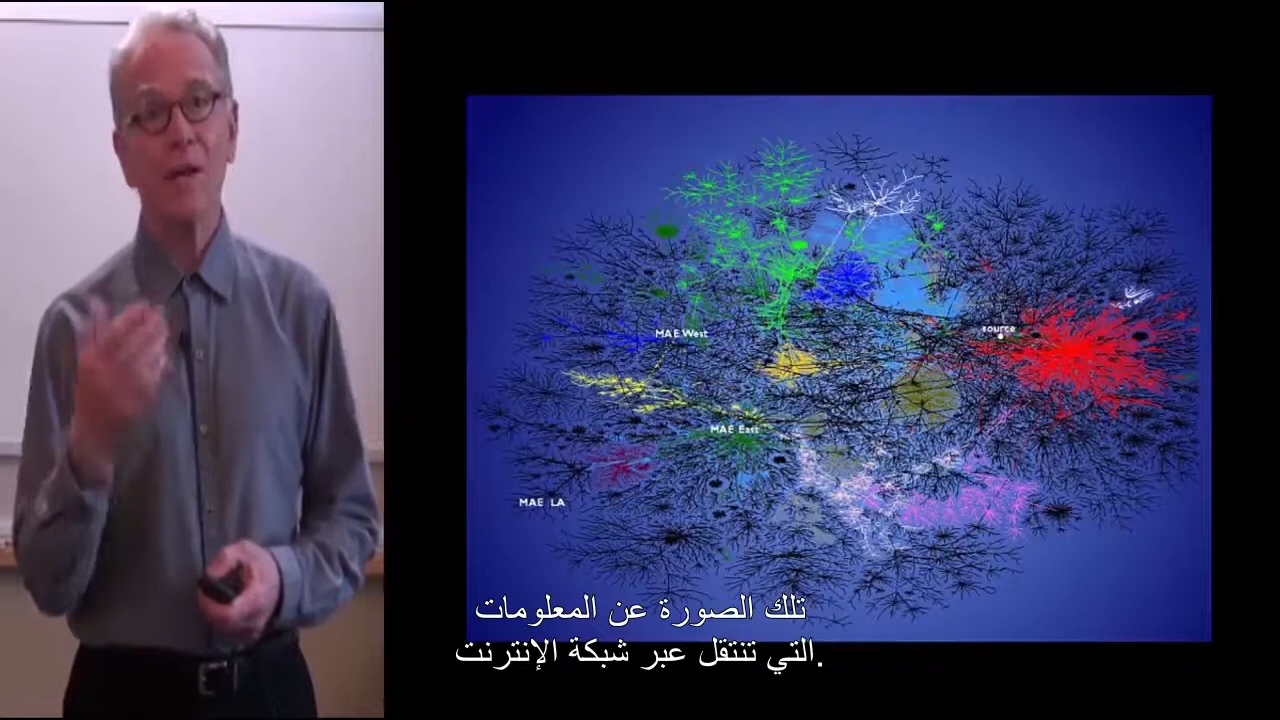 source
MAE West
MAE East
MAE LA
تلك الصورة عن المعلومات
التي تنتقل عبر شبكة الإنترنت.